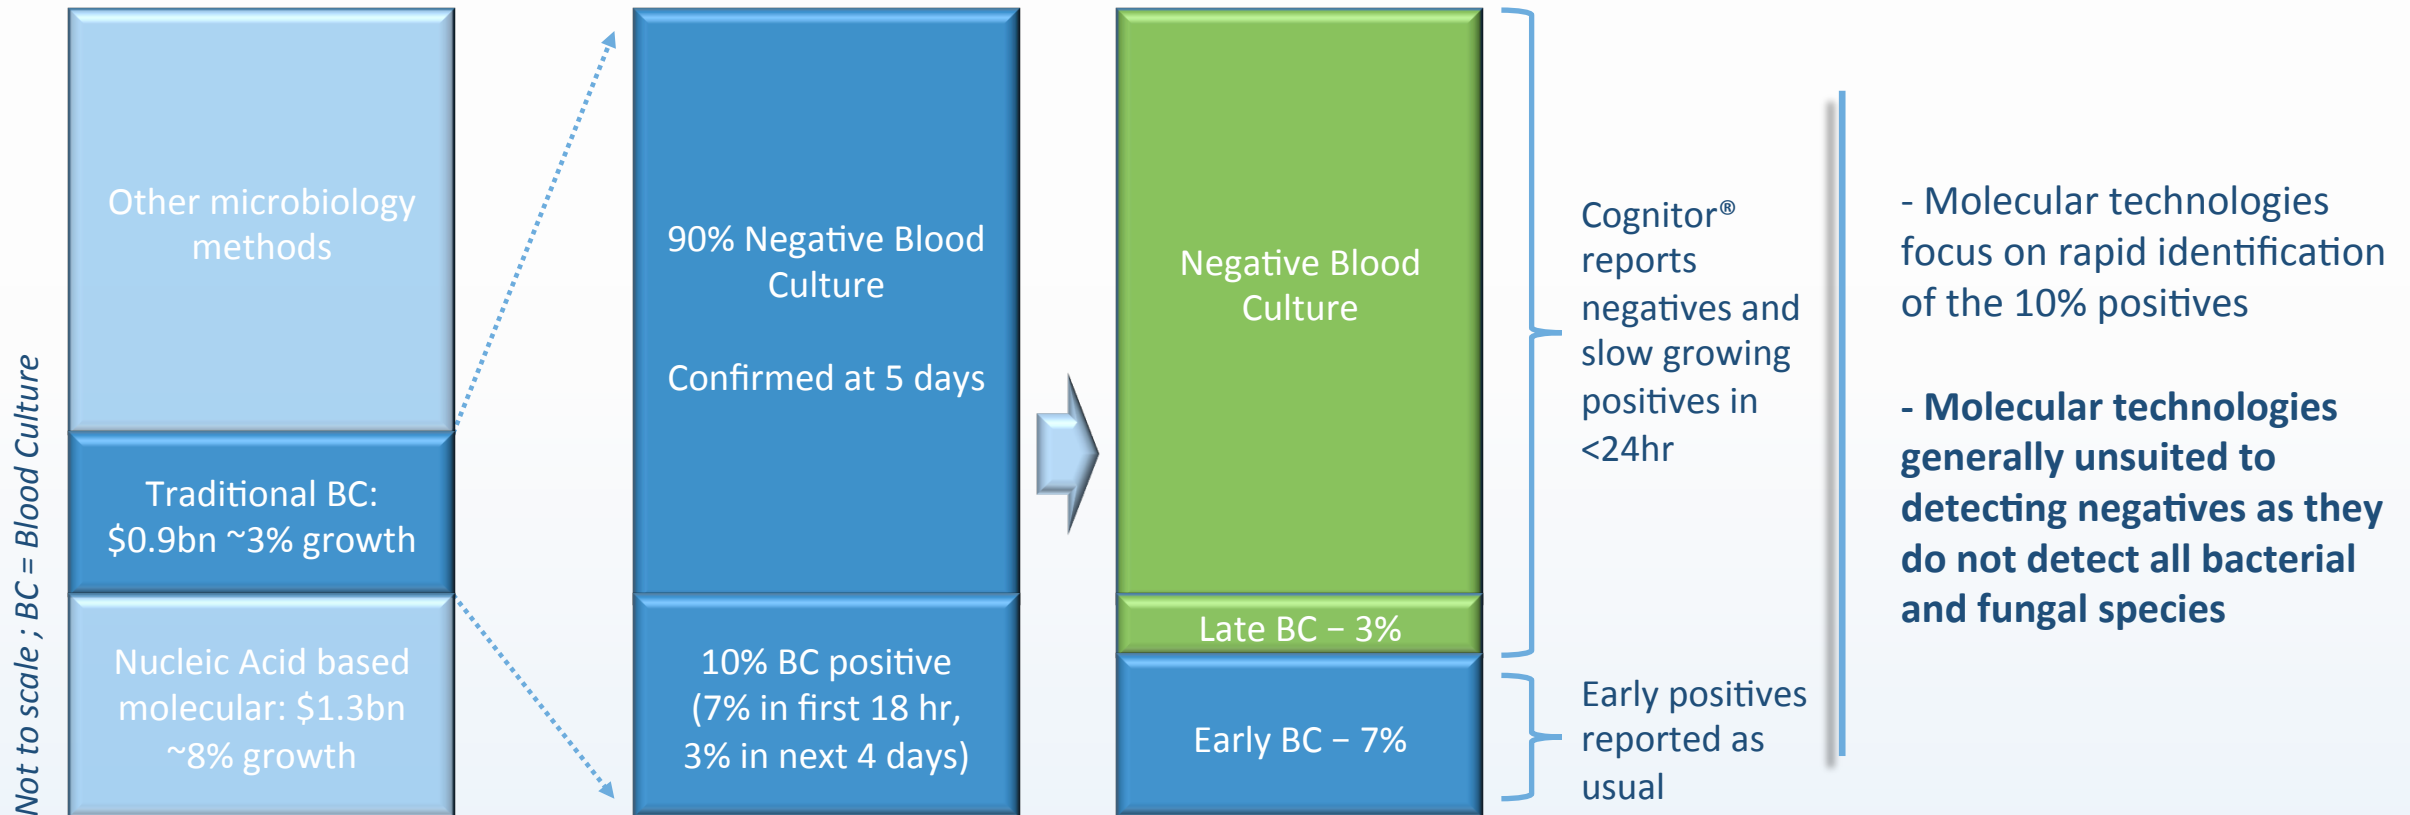 Not to scale ; BC = Blood Culture
Other microbiology
methods
Traditional BC:
$0.9bn ~3% growth
Nucleic Acid based
molecular: $1.3bn
~8% growth
90% Negative Blood
Culture
Confirmed at 5 days
10% BC positive
(7% in first 18 hr,
3% in next 4 days)
Negative Blood
Culture
Late BC – 3%
Early BC – 7%
Cognitor®
reports
negatives and
slow growing
positives in
<24hr
Early positives
reported as
usual
- Molecular technologies
focus on rapid identification
of the 10% positives
- Molecular technologies
generally unsuited to
detecting negatives as they
do not detect all bacterial
and fungal species